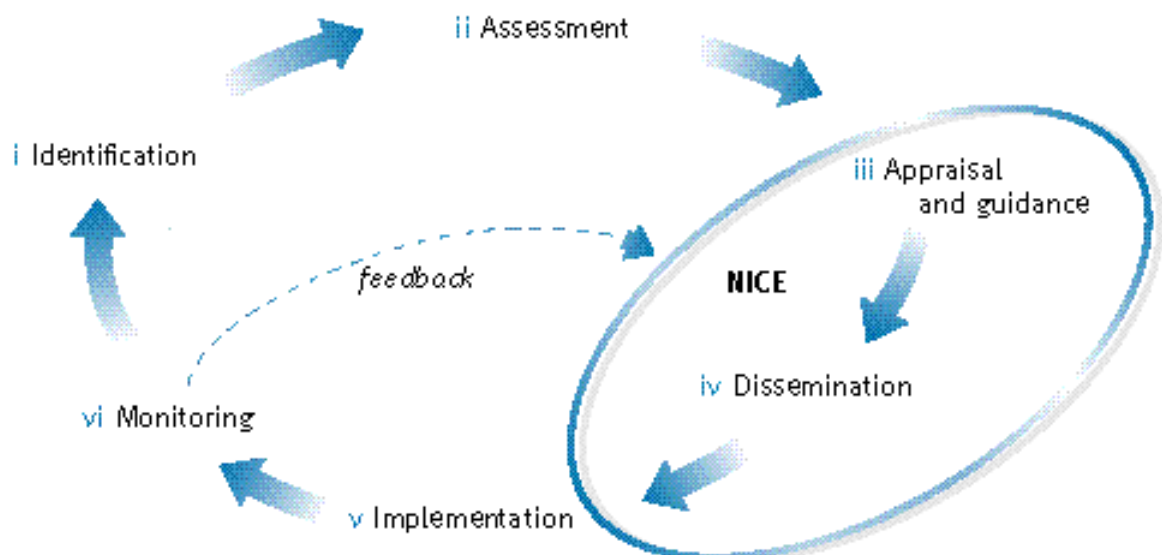 ii Assessment
i Identification
iii Appraisal
and guidance
feedback
NICE
iv Dissemination
vi Monitoring
v Implementation